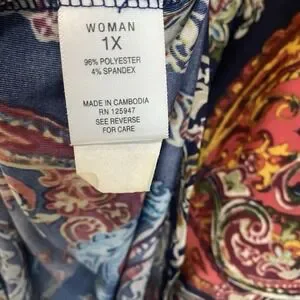 WOMAN
1X
96% POLYESTER
4% SPANDEX
MADE IN CAMBODIA
RN 125947
SEE REVERSE
FOR CARE